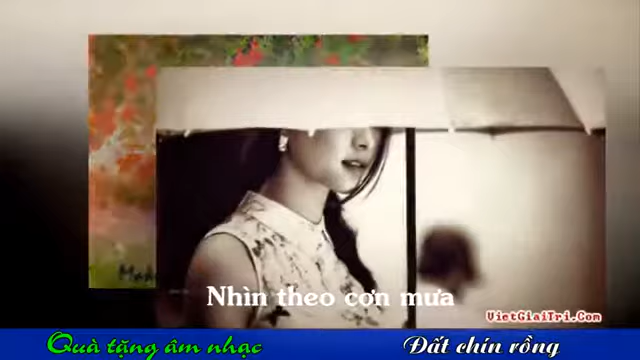 Nhìn theo cơn mưa
VietGiaiTri.Com
Quà tặng âm nhạc
Đất chín rồng